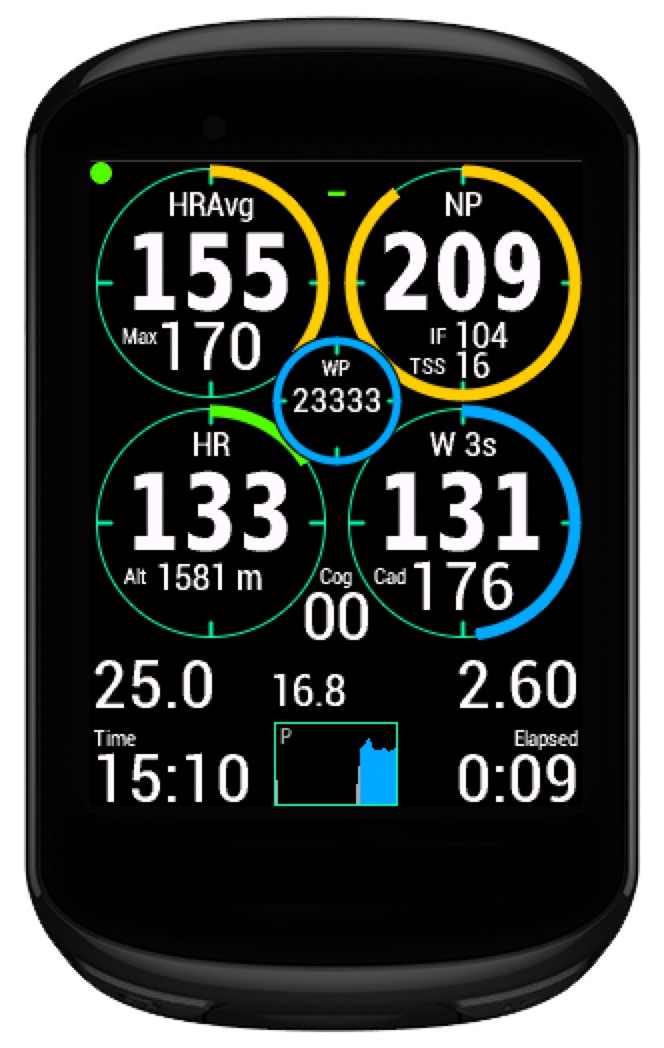 HRAvg
155
Max 170
NP
209
IF 104
TSS 16
WP
23333
HR
133
Alt 1581 m
W 3s
131
Cad 176
Cog
00
25.0 16.8 2.60
Time
15:10
P
Elapsed
0:09